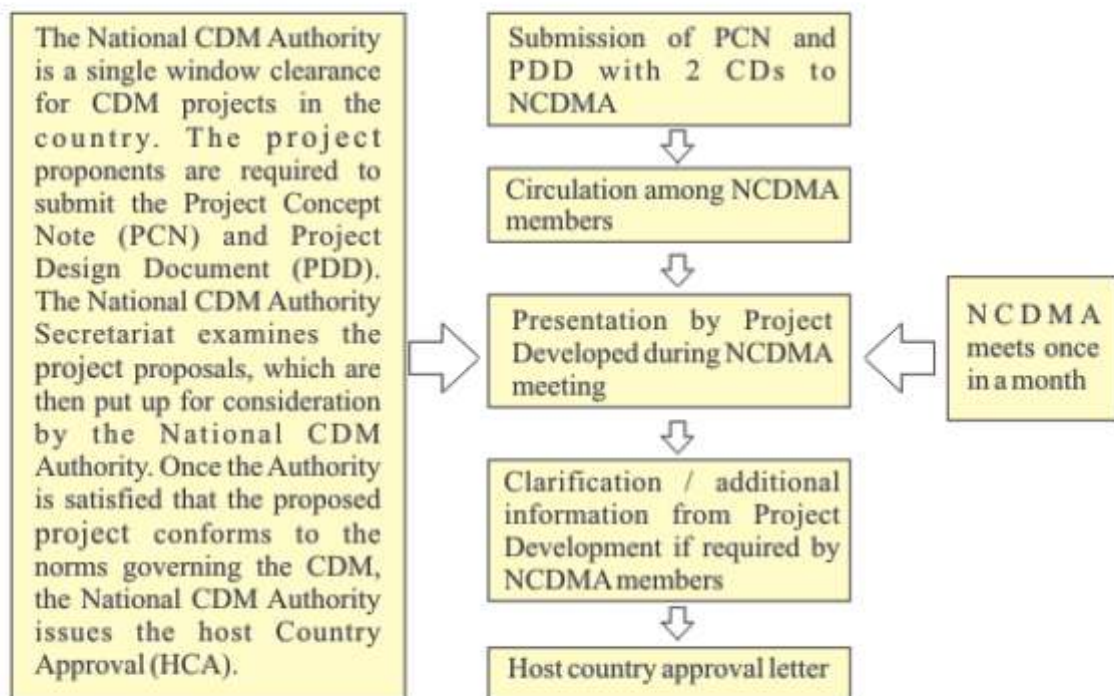 The National CDM Authority
is a single window clearance
for CDM projects in the
country. The project
proponents are required to
submit the Project Concept
Note (PCN) and Project
Design Document (PDD).
The National CDM Authority
Secretariat examines the
project proposals, which are
then put up for consideration
by the National CDM
Authority. Once the Authority
is satisfied that the proposed
project conforms to the
norms governing the CDM,
the National CDM Authority
issues the host Country
Approval (HCA).
Submission of PCN and
PDD with 2 CDs to
NCDMA
Circulation among NCDMA
members
Presentation by Project
Developed during NCDMA
meeting
Clarification / additional
information from Project
Development if required by
NCDMA members
Host country approval letter
NCDMA
meets once
in a month